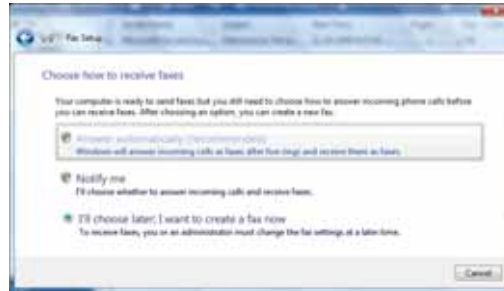 Fax Setup
Choose how to receive faxes
Your computer is ready to send faxes but you still need to choose how to answer incoming phone calls before
you can receive faxes. After choosing an option, you can create a new fax.
Answer automatically (recommended)
Windows will answer incoming calls as faxes after five rings and receive them as faxes.
Notify me
I'll choose whether to answer incoming calls and receive faxes.
I'll choose later; I want to create a fax now
To receive faxes, you or an administrator must change the fax settings at a later time.
Cancel